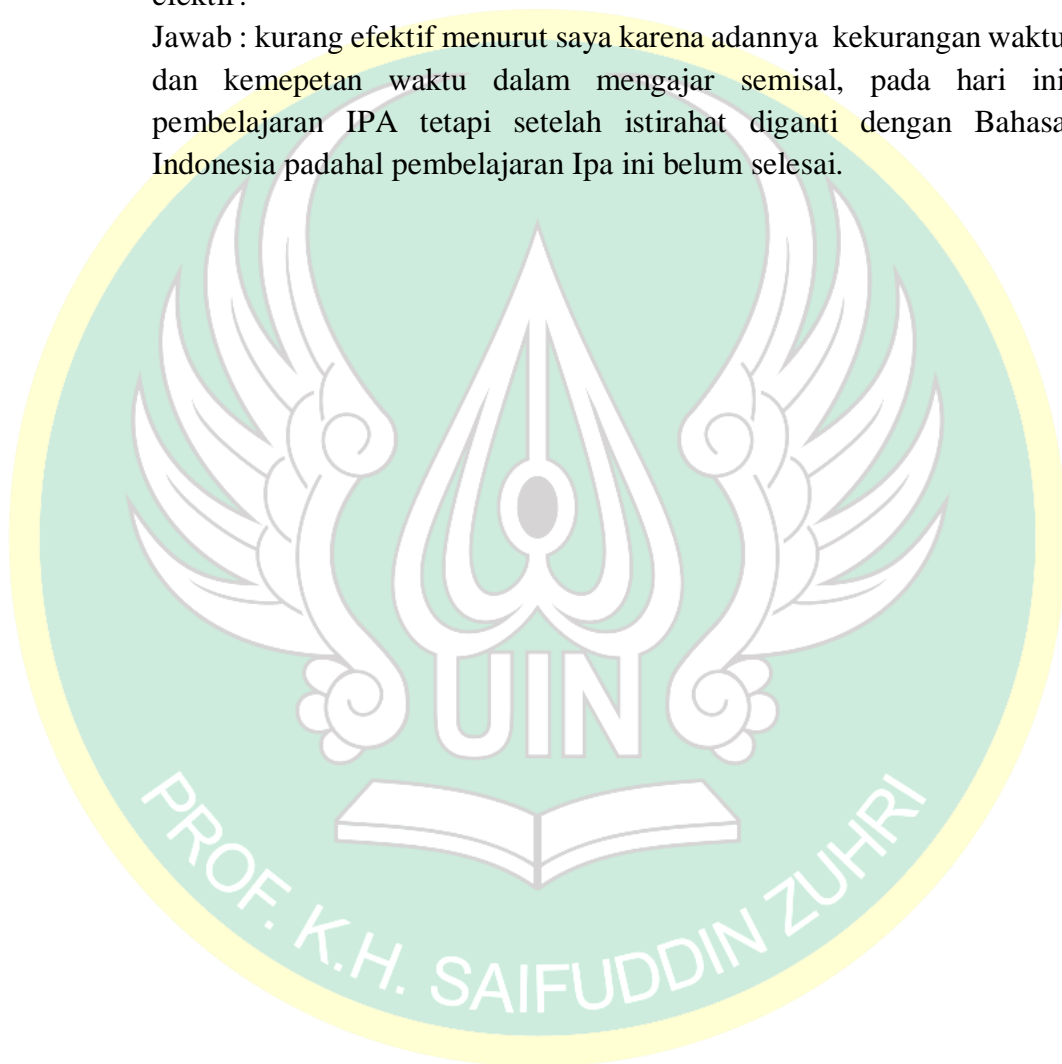 efektif?
Jawab : kurang efektif menurut saya karena adannya kekurangan waktu
dan kemepetan waktu dalam mengajar semisal, pada hari ini
pembelajaran IPA tetapi setelah istirahat diganti dengan Bahasa
Indonesia padahal pembelajaran Ipa ini belum selesai.
UIN
PROF. K.H. SAIFUDDIN ZUHRI